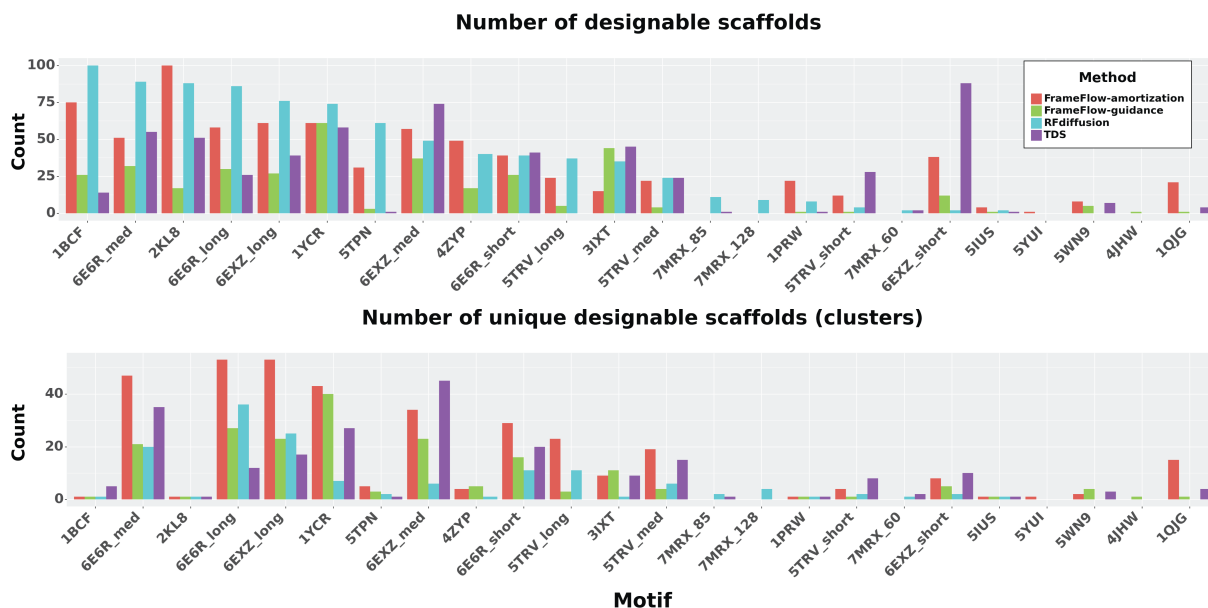 Number of designable scaffolds
Count
100
75
50
25
0
Method
FrameFlow-amortization
FrameFlow-guidance
RFdiffusion
TDS
1BCF
6E6R_med
2KL8
6E6R_long
6EXZ_long
1YCR
5TPN
6EXZ_med
4ZYP
6E6R_short
5TRV_long
3IXT
5TRV_med
7MRX_85
7MRX_128
1PRW
5TRV_short
7MRX_60
6EXZ_short
5IUS
5YUI
5WN9
4JHW
1QJG
Number of unique designable scaffolds (clusters)
Count
40
20
0
1BCF
6E6R_med
2KL8
6E6R_long
6EXZ_long
1YCR
5TPN
6EXZ_med
4ZYP
6E6R_short
5TRV_long
3IXT
5TRV_med
7MRX_85
7MRX_128
1PRW
5TRV_short
7MRX_60
6EXZ_short
5IUS
5YUI
5WN9
4JHW
1QJG
Motif